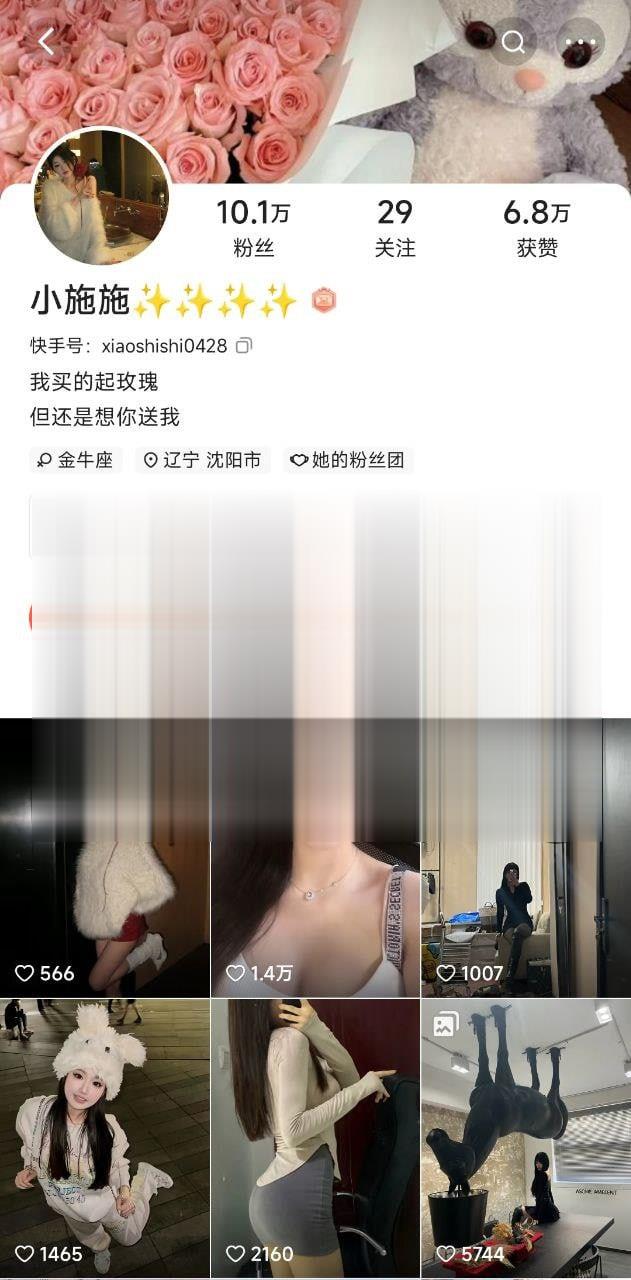 10.1万 29 6.8万
粉丝 关注 获赞
小施施✨✨✨✨
快手号：xiaoshishi0428
我买的起玫瑰
但还是想你送我
金牛座 辽宁 沈阳市 她的粉丝团
VICTORIA'S SECRET
566 1.4万 1007
1465 2160 5744